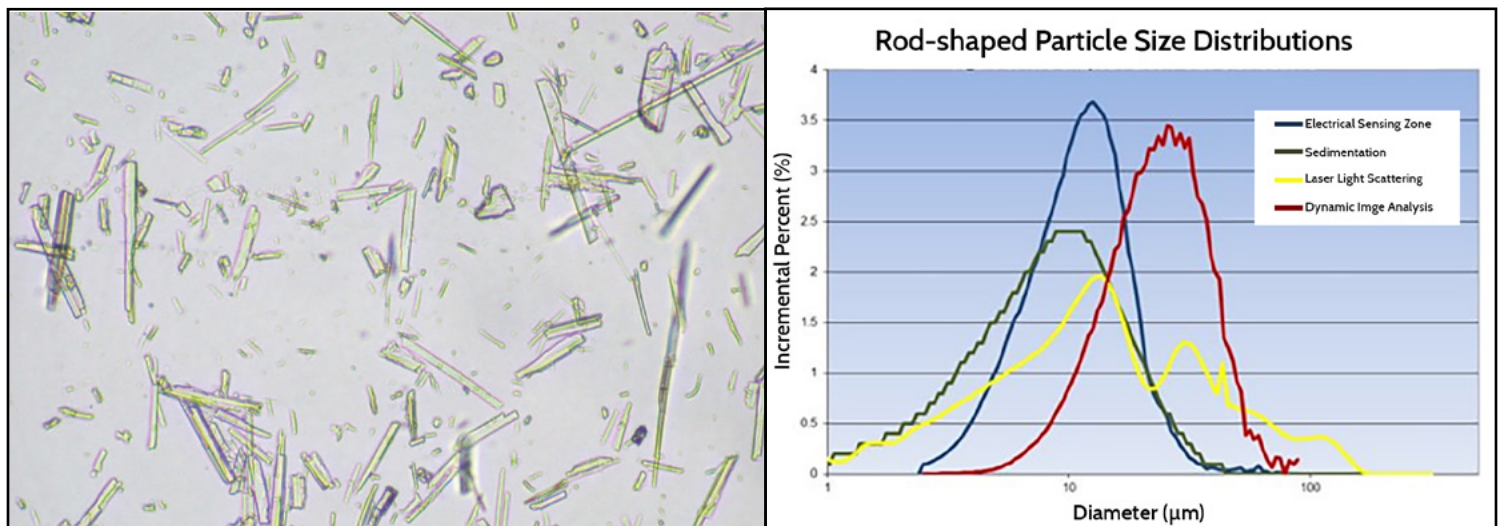 Rod-shaped Particle Size Distributions
4
3.5
3
2.5
2
1.5
1
0.5
0
Incremental Percent (%)
Electrical Sensing Zone
Sedimentation
Laser Light Scattering
Dynamic Imge Analysis
1
10
100
Diameter (µm)